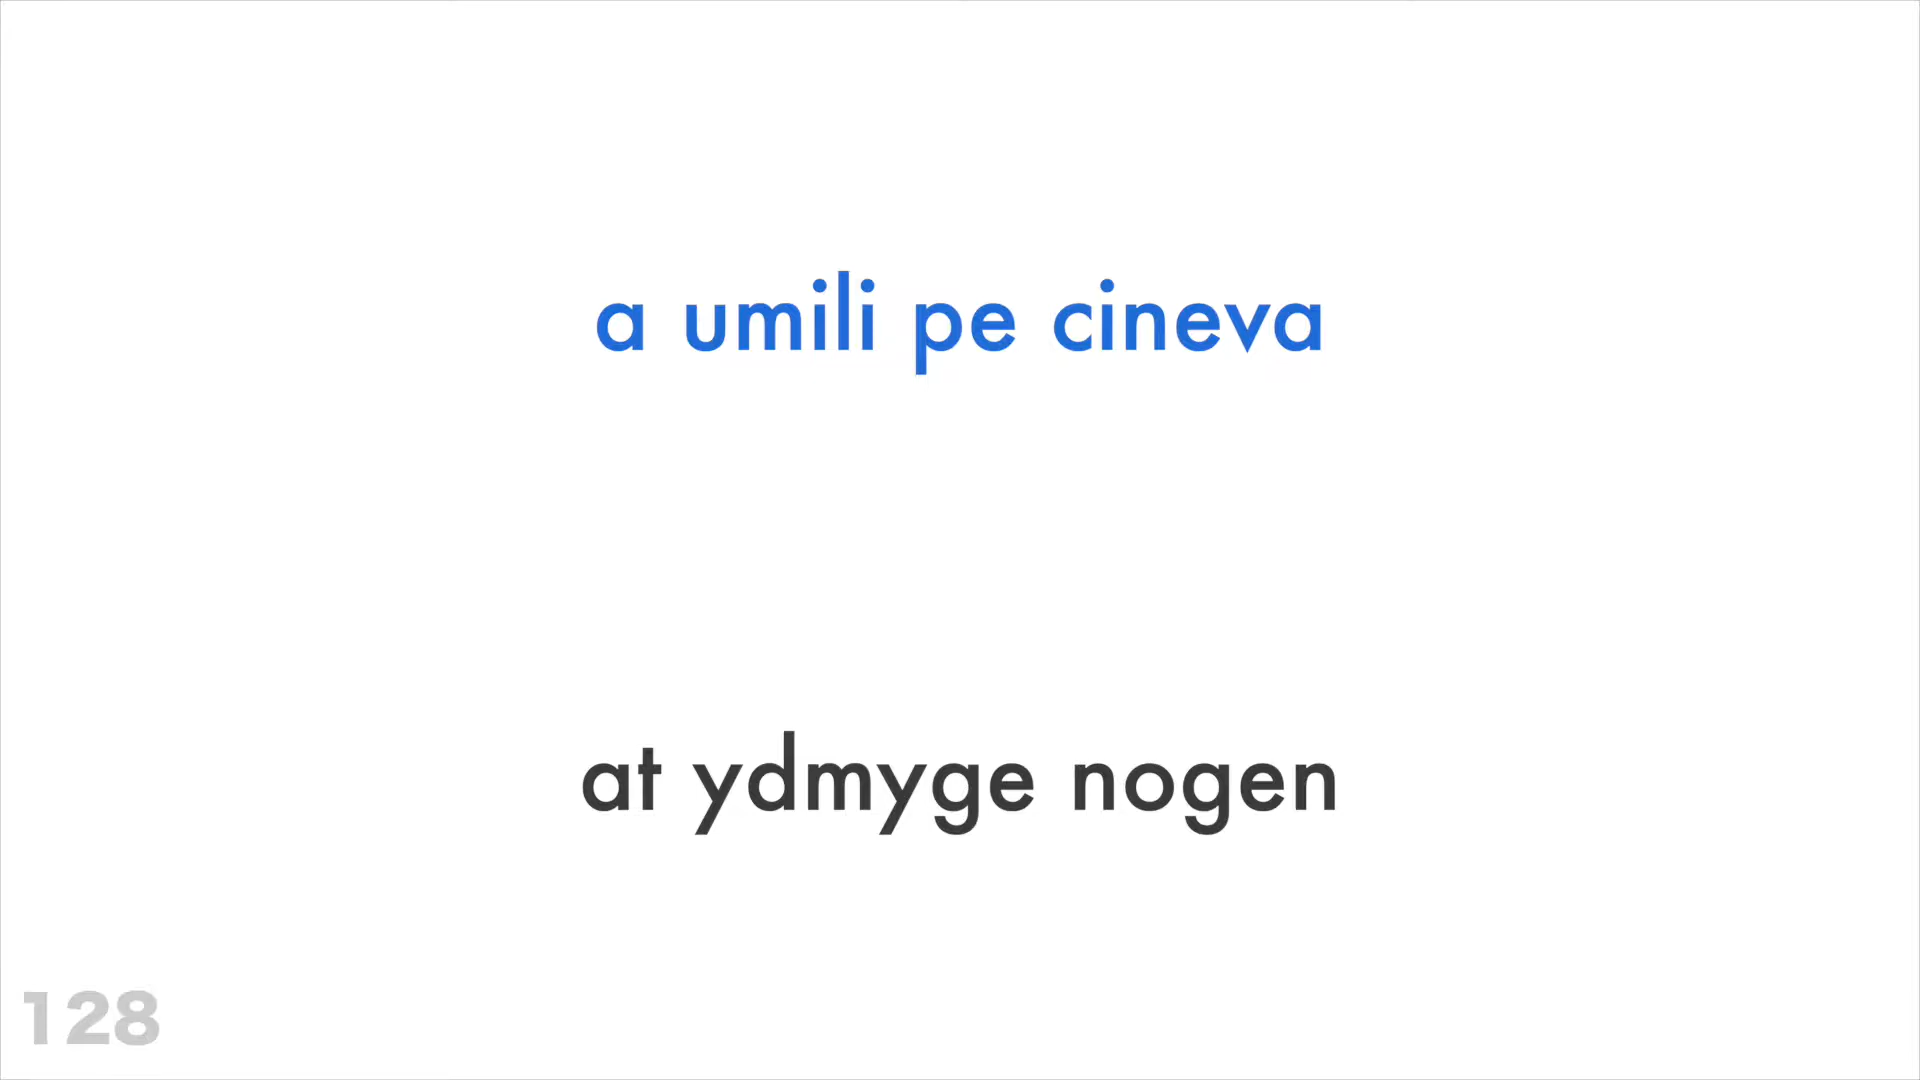 a umili pe cineva
at ydmyge nogen
128